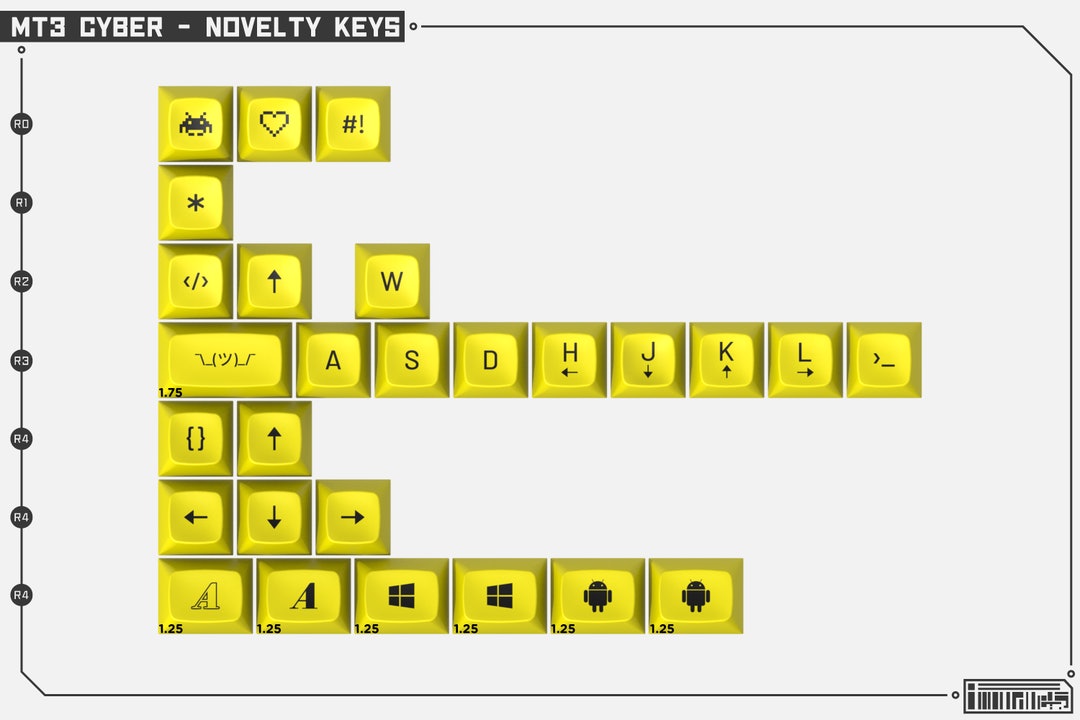 MT3 CYBER - NOVELTY KEYS
R0
#!
R1
*
R2
</> ↑ W
R3
¯\_(ツ)_/¯ A S D H ← J ↓ K ↑ L → ›_
1.75
R4
{} ↑
R4
← ↓ →
R4
A A
1.25 1.25 1.25 1.25 1.25 1.25